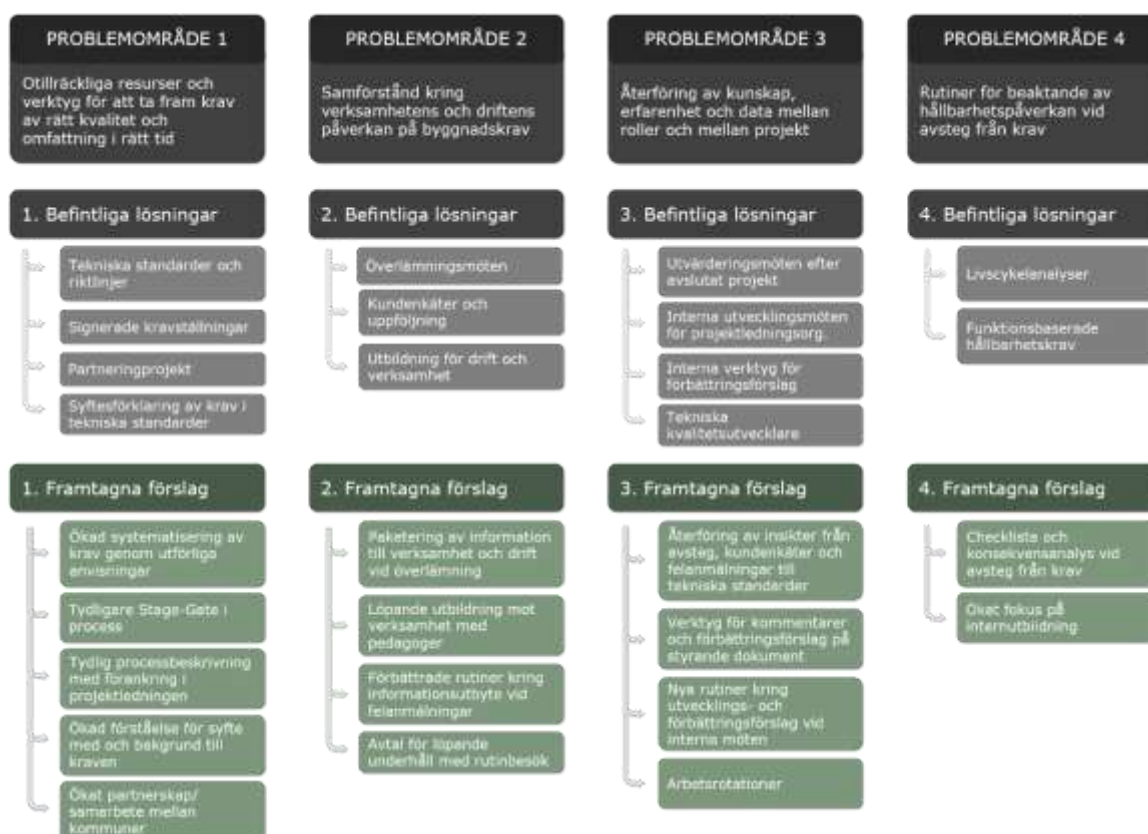 PROBLEMOMRÅDE 1
Otillräckliga resurser och
verktyg för att ta fram krav
av rätt kvalitet och
omfattning i rätt tid
1. Befintliga lösningar
Tekniska standarder och
riktlinjer
Signerade kravställningar
Partneringprojekt
Syftesförklaring av krav i
tekniska standarder
1. Framtagna förslag
Ökad systematisering av
krav genom utförliga
anvisningar
Tydligare Stage-Gate i
process
Tydlig processbeskrivning
med förankring i
projektledningen
Ökad förståelse för syfte
med och bakgrund till
kraven
Ökat partnerskap/
samarbete mellan
kommuner
PROBLEMOMRÅDE 2
Samförstånd kring
verksamhetens och driftens
påverkan på byggnadskrav
2. Befintliga lösningar
Överlämningsmöten
Kundenkäter och
uppföljning
Utbildning för drift och
verksamhet
2. Framtagna förslag
Paketering av information
till verksamhet och drift
vid överlämning
Löpande utbildning mot
verksamhet med
pedagoger
Förbättrade rutiner kring
informationsutbyte vid
felanmälningar
Avtal för löpande
underhåll med rutinbesök
PROBLEMOMRÅDE 3
Återföring av kunskap,
erfarenhet och data mellan
roller och mellan projekt
3. Befintliga lösningar
Utvärderingsmöten efter
avslutat projekt
Interna utvecklingsmöten
för projektledningsorg.
Interna verktyg för
förbättringsförslag
Tekniska
kvalitetsutvecklare
3. Framtagna förslag
Återföring av insikter från
avsteg, kundenkäter och
felanmälningar till
tekniska standarder
Verktyg för kommentarer
och förbättringsförslag på
styrande dokument
Nya rutiner kring
utvecklings- och
förbättringsförslag vid
interna möten
Arbetsrotationer
PROBLEMOMRÅDE 4
Rutiner för beaktande av
hållbarhetspåverkan vid
avsteg från krav
4. Befintliga lösningar
Livscykelanalyser
Funktionsbaserade
hållbarhetskrav
4. Framtagna förslag
Checklista och
konsekvensanalys vid
avsteg från krav
Ökat fokus på
internutbildning